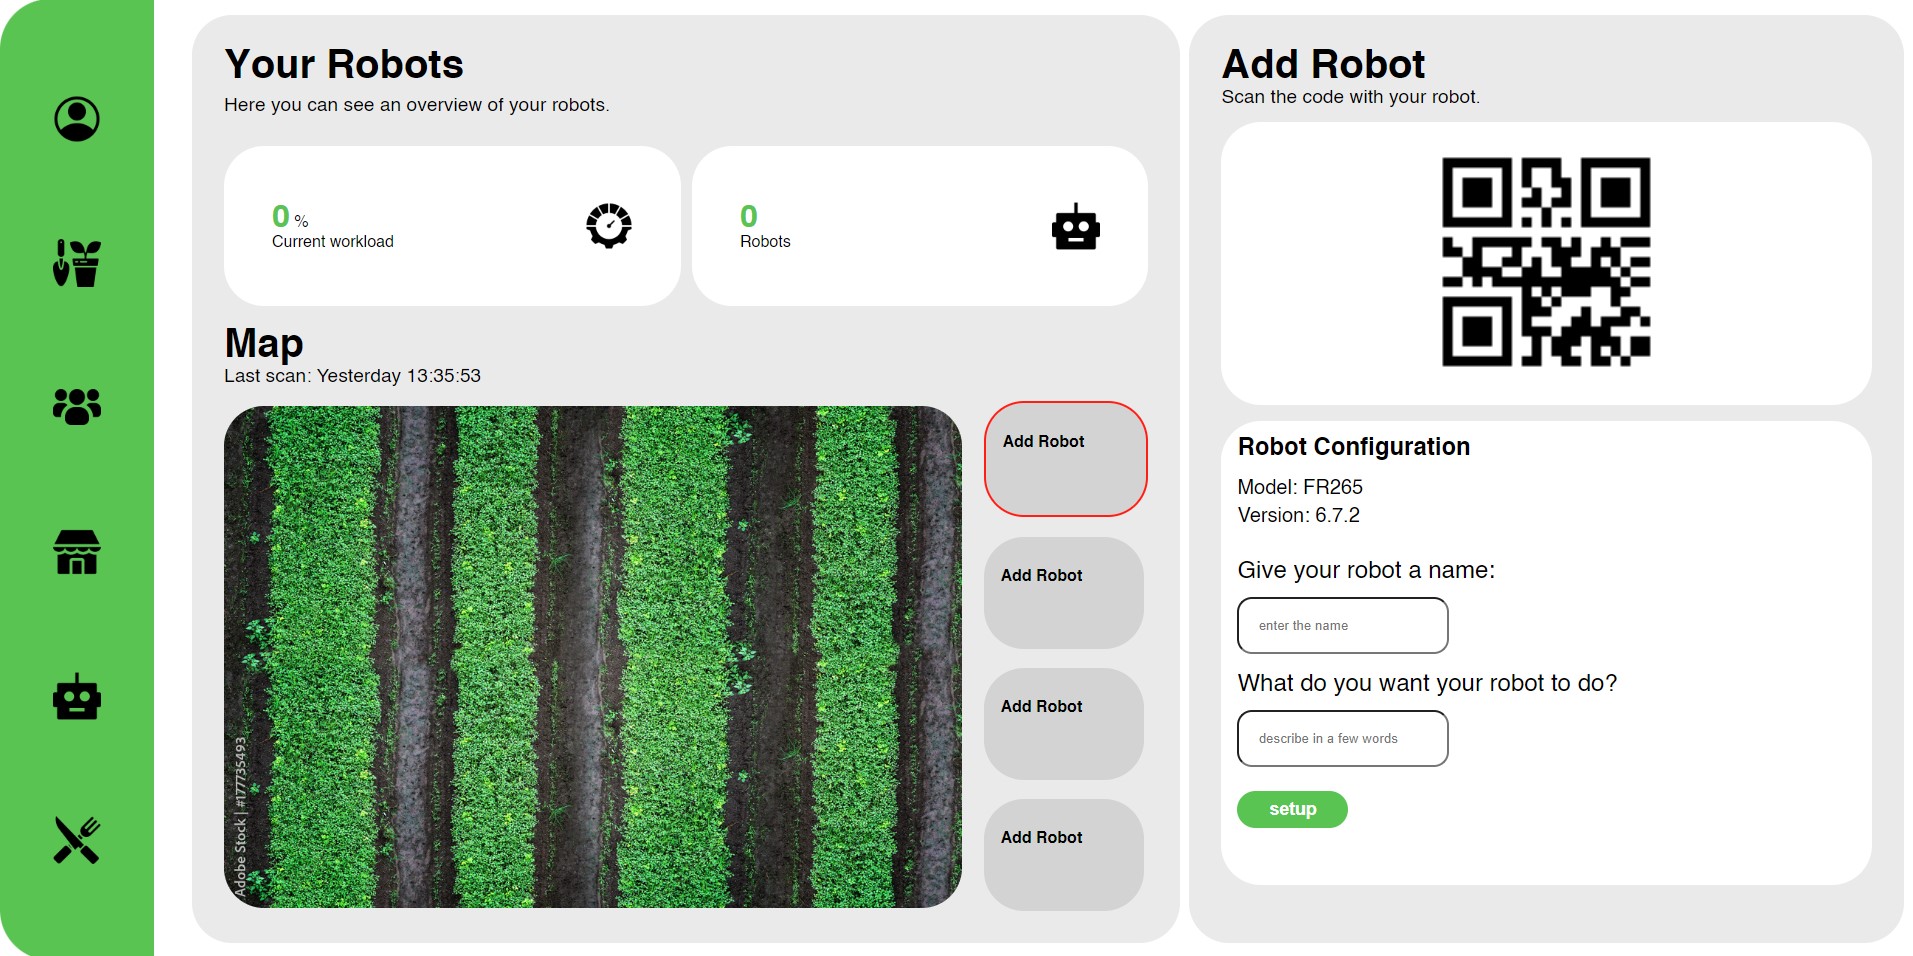 Your Robots
Here you can see an overview of your robots.
0 %
Current workload
0
Robots
Map
Last scan: Yesterday 13:35:53
Adobe Stock | #177735493
Add Robot
Add Robot
Add Robot
Add Robot
Add Robot
Scan the code with your robot.
Robot Configuration
Model: FR265
Version: 6.7.2
Give your robot a name:
enter the name
What do you want your robot to do?
describe in a few words
setup